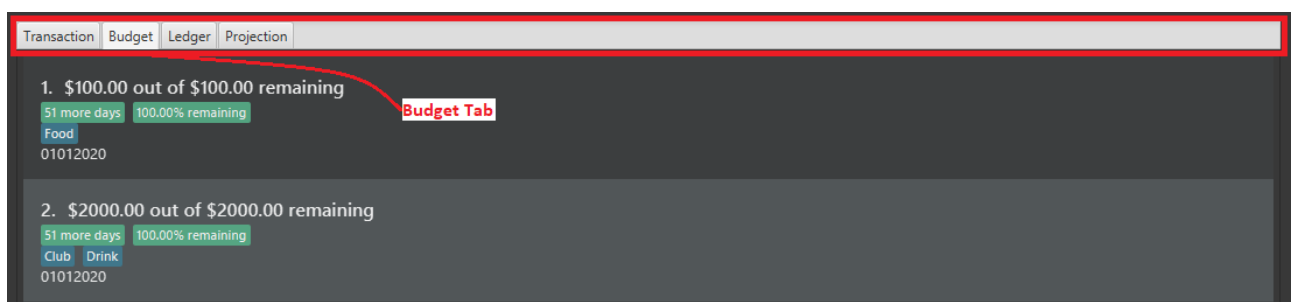 Transaction Budget Ledger Projection
1. $100.00 out of $100.00 remaining
51 more days 100.00% remaining
Budget Tab
Food
01012020
2. $2000.00 out of $2000.00 remaining
51 more days 100.00% remaining
Club Drink
01012020